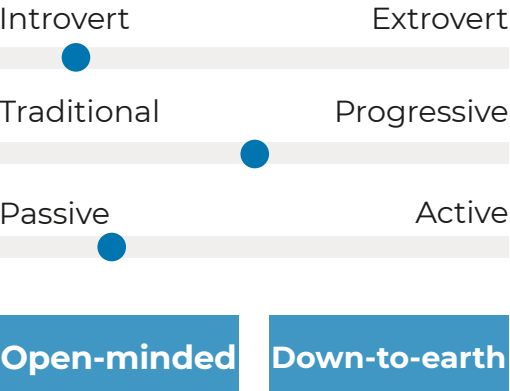 Introvert Extrovert
Traditional Progressive
Passive Active
Open-minded Down-to-earth